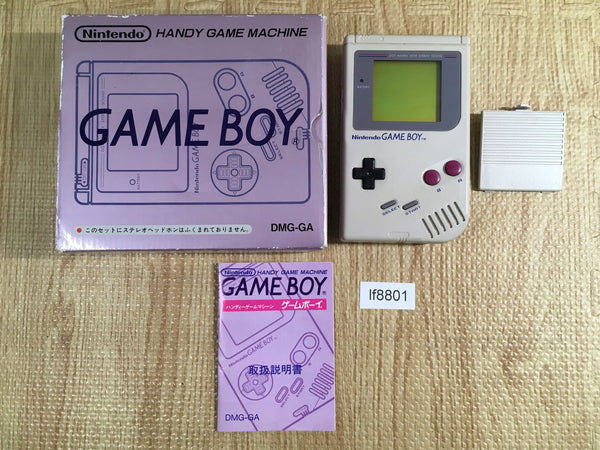 Nintendo HANDY GAME MACHINE
GAME BOY
NINTENDO GAME BOY
● このセットにステレオヘッドホンはふくまれておりません。
DMG-GA
BATTERY
Nintendo GAME BOY TM
B A
SELECT START
Nintendo HANDY GAME MACHINE
GAME BOY®
ハンディーゲームマシーン ゲームボーイ
取扱説明書
DMG-GA
lf8801